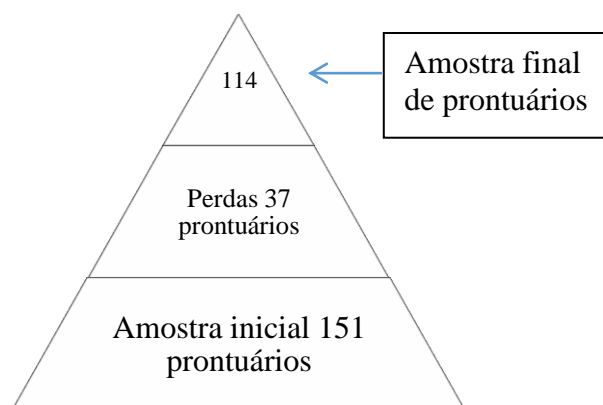 114
Amostra final
de prontuários
Perdas 37
prontuários
Amostra inicial 151
prontuários